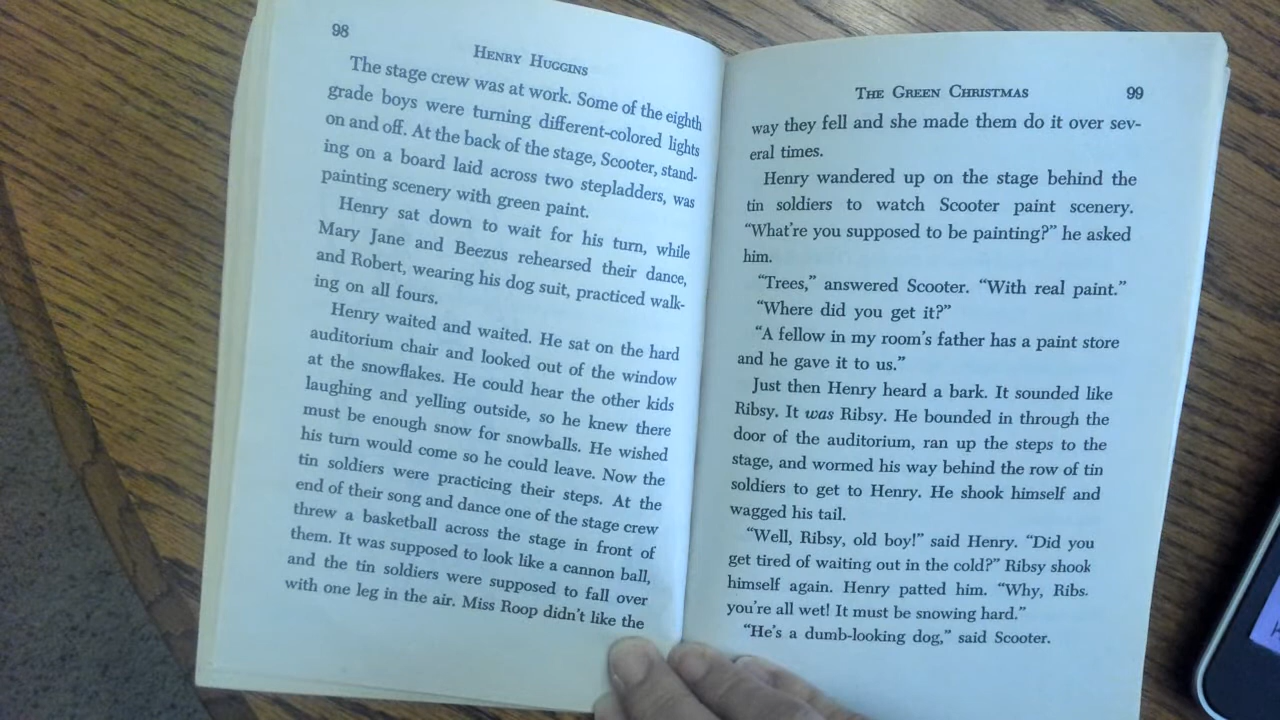 98
HENRY HUGGINS
The stage crew was at work. Some of the eighth
grade boys were turning different-colored lights
on and off. At the back of the stage, Scooter, stand-
ing on a board laid across two stepladders, was
painting scenery with green paint.
Henry sat down to wait for his turn, while
Mary Jane and Beezus rehearsed their dance,
and Robert, wearing his dog suit, practiced walk-
ing on all fours.
Henry waited and waited. He sat on the hard
auditorium chair and looked out of the window
at the snowflakes. He could hear the other kids
laughing and yelling outside, so he knew there
must be enough snow for snowballs. He wished
his turn would come so he could leave. Now the
tin soldiers were practicing their steps. At the
end of their song and dance one of the stage crew
threw a basketball across the stage in front of
them. It was supposed to look like a cannon ball,
and the tin soldiers were supposed to fall over
with one leg in the air. Miss Roop didn't like the
THE GREEN CHRISTMAS
99
way they fell and she made them do it over sev-
eral times.
Henry wandered up on the stage behind the
tin soldiers to watch Scooter paint scenery.
"What're you supposed to be painting?" he asked
him.
"Trees," answered Scooter. "With real paint."
"Where did you get it?"
"A fellow in my room's father has a paint store
and he gave it to us."
Just then Henry heard a bark. It sounded like
Ribsy. It was Ribsy. He bounded in through the
door of the auditorium, ran up the steps to the
stage, and wormed his way behind the row of tin
soldiers to get to Henry. He shook himself and
wagged his tail.
"Well, Ribsy, old boy!" said Henry. "Did you
get tired of waiting out in the cold?" Ribsy shook
himself again. Henry patted him. "Why, Ribs.
you're all wet! It must be snowing hard."
"He's a dumb-looking dog," said Scooter.